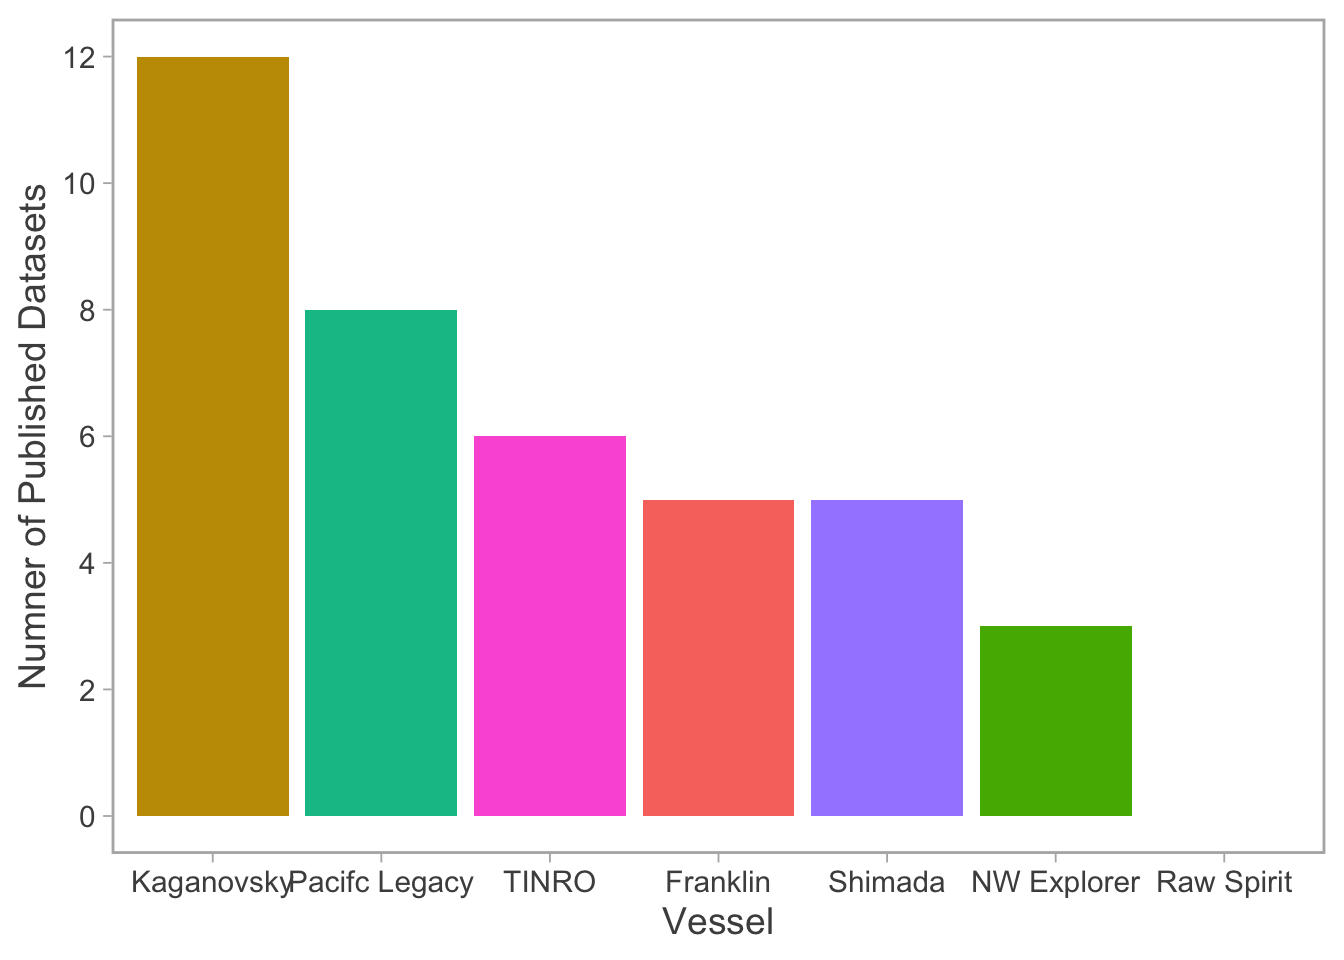 Numner of Published Datasets
12
10
8
6
4
2
0
Kaganovsky Pacifc Legacy TINRO Franklin Shimada NW Explorer Raw Spirit
Vessel